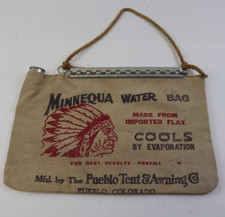 MINNEQUA WATER BAG
MADE FROM
IMPORTED FLAX
COOLS
BY EVAPORATION
FOR BEST RESULTS - PREFILL
Mfd. by The Pueblo Tent & Awning Co
PUEBLO, COLORADO